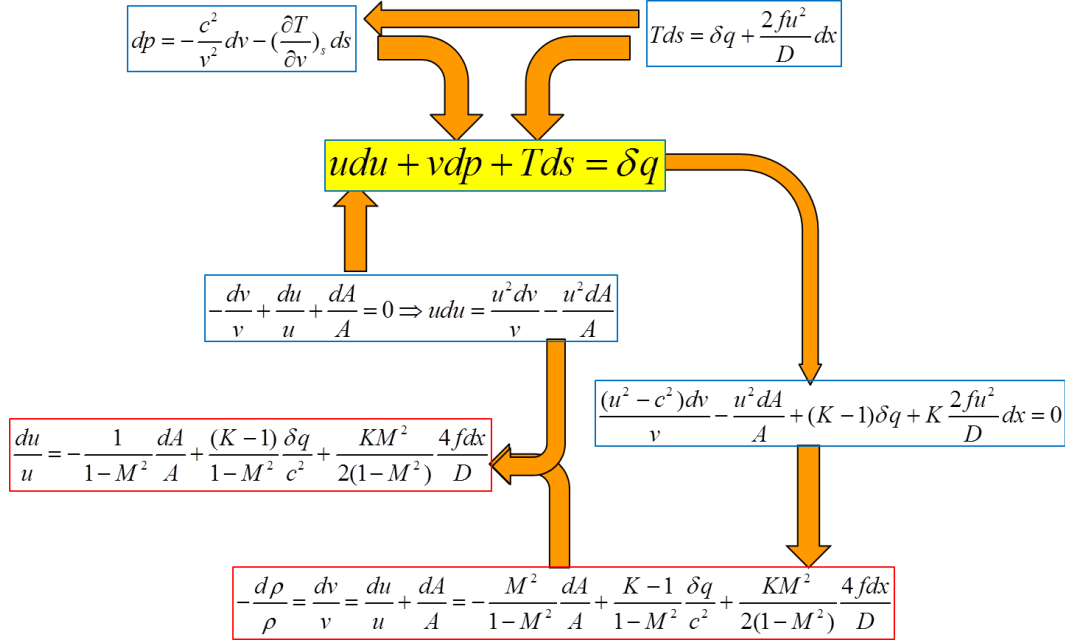 dp = -\frac{c^2}{v^2} dv - (\frac{\partial T}{\partial v})_s ds
Tds = \delta q + \frac{2fu^2}{D} dx
udu + vdp + Tds = \delta q
-\frac{dv}{v} + \frac{du}{u} + \frac{dA}{A} = 0 \Rightarrow udu = \frac{u^2 dv}{v} - \frac{u^2 dA}{A}
\frac{(u^2 - c^2)dv}{v} - \frac{u^2 dA}{A} + (K-1)\delta q + K \frac{2fu^2}{D} dx = 0
\frac{du}{u} = -\frac{1}{1-M^2} \frac{dA}{A} + \frac{(K-1)}{1-M^2} \frac{\delta q}{c^2} + \frac{KM^2}{2(1-M^2)} \frac{4fdx}{D}
-\frac{d\rho}{\rho} = \frac{dv}{v} = \frac{du}{u} + \frac{dA}{A} = -\frac{M^2}{1-M^2} \frac{dA}{A} + \frac{K-1}{1-M^2} \frac{\delta q}{c^2} + \frac{KM^2}{2(1-M^2)} \frac{4fdx}{D}